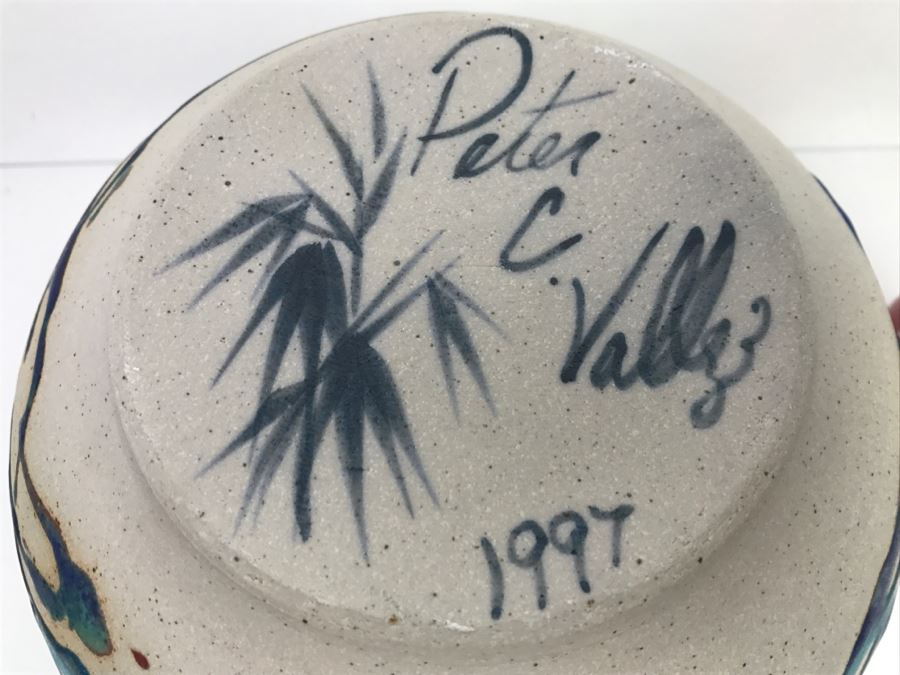 Peter
C.
Vallez
1997